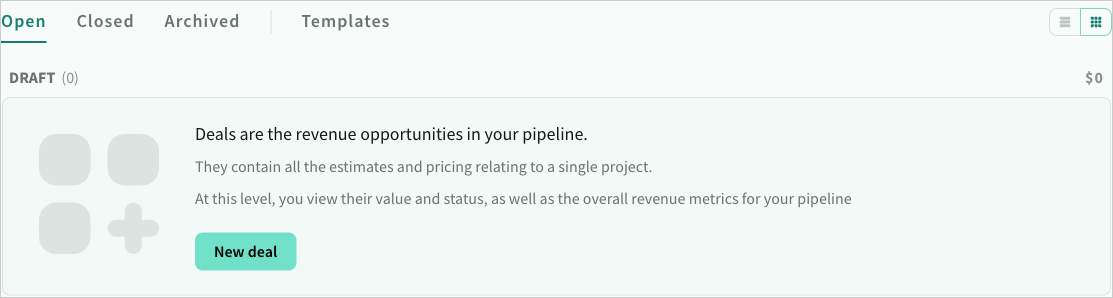 Open Closed Archived Templates
DRAFT (0) $0
Deals are the revenue opportunities in your pipeline.
They contain all the estimates and pricing relating to a single project.
At this level, you view their value and status, as well as the overall revenue metrics for your pipeline
New deal